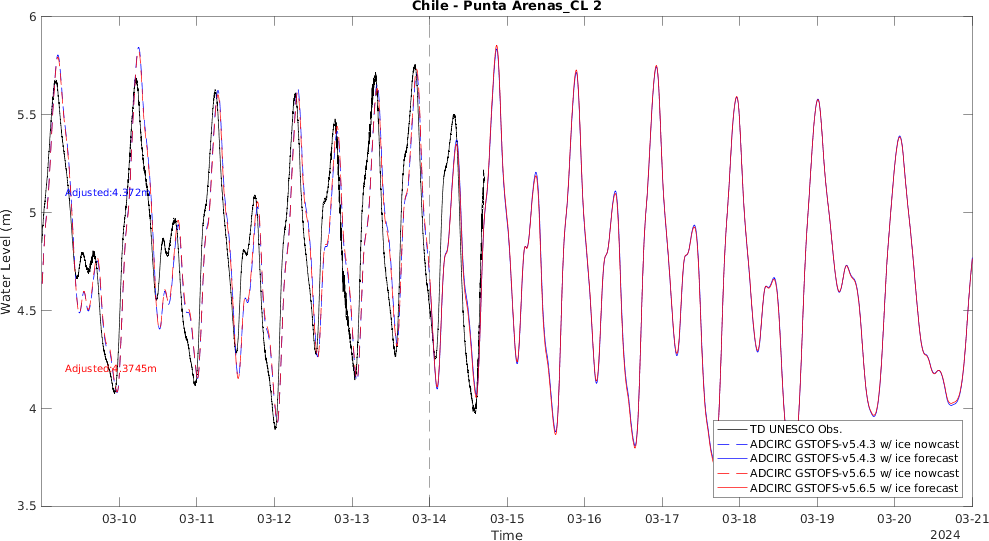 Chile - Punta Arenas_CL 2
Water Level (m)
6
5.5
5
4.5
4
3.5
Adjusted:4.372m
Adjusted:4.3745m
TD UNESCO Obs.
ADCIRC GSTOFS-v5.4.3 w/ ice nowcast
ADCIRC GSTOFS-v5.4.3 w/ ice forecast
ADCIRC GSTOFS-v5.6.5 w/ ice nowcast
ADCIRC GSTOFS-v5.6.5 w/ ice forecast
03-10 03-11 03-12 03-13 03-14 03-15 03-16 03-17 03-18 03-19 03-20 03-21
Time
2024